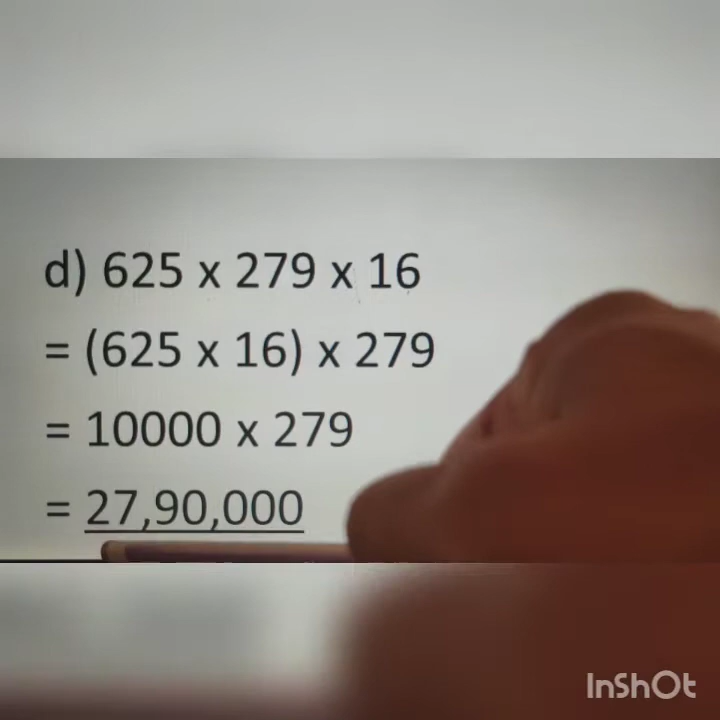 d) 625 x 279 x 16
= (625 x 16) x 279
= 10000 x 279
= 27,90,000
InShOt